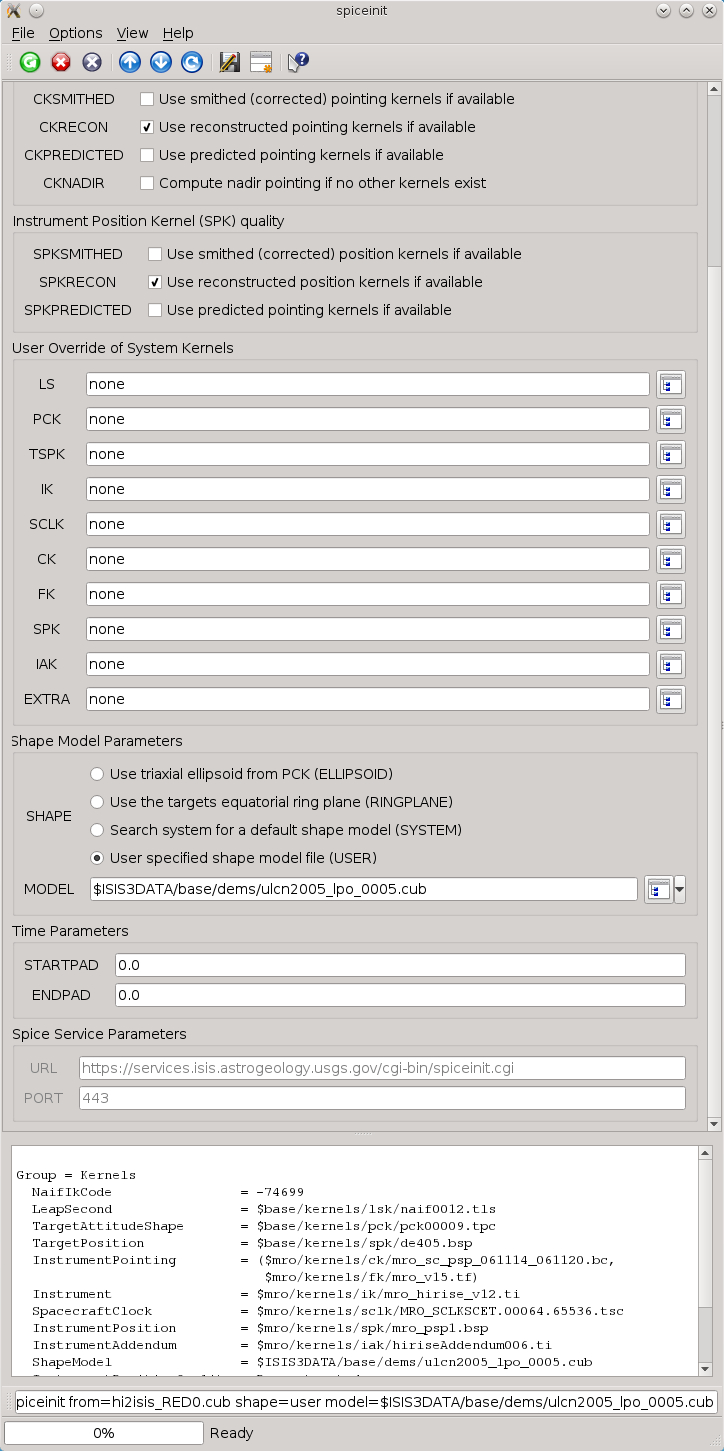 spiceinit
File Options View Help
CKSMITHED Use smithed (corrected) pointing kernels if available
CKRECON Use reconstructed pointing kernels if available
CKPREDICTED Use predicted pointing kernels if available
CKNADIR Compute nadir pointing if no other kernels exist
Instrument Position Kernel (SPK) quality
SPKSMITHED Use smithed (corrected) position kernels if available
SPKRECON Use reconstructed position kernels if available
SPKPREDICTED Use predicted pointing kernels if available
User Override of System Kernels
LS none
PCK none
TSPK none
IK none
SCLK none
CK none
FK none
SPK none
IAK none
EXTRA none
Shape Model Parameters
Use triaxial ellipsoid from PCK (ELLIPSOID)
Use the targets equatorial ring plane (RINGPLANE)
SHAPE
Search system for a default shape model (SYSTEM)
User specified shape model file (USER)
MODEL $ISIS3DATA/base/dems/ulcn2005_lpo_0005.cub
Time Parameters
STARTPAD 0.0
ENDPAD 0.0
Spice Service Parameters
URL https://services.isis.astrogeology.usgs.gov/cgi-bin/spiceinit.cgi
PORT 443
Group = Kernels
NaifIkCode = -74699
LeapSecond = $base/kernels/lsk/naif0012.tls
TargetAttitudeShape = $base/kernels/pck/pck00009.tpc
TargetPosition = $base/kernels/spk/de405.bsp
InstrumentPointing = ($mro/kernels/ck/mro_sc_psp_061114_061120.bc,
$mro/kernels/fk/mro_v15.tf)
Instrument = $mro/kernels/ik/mro_hirise_v12.ti
SpacecraftClock = $mro/kernels/sclk/MRO_SCLKSCET.00064.65536.tsc
InstrumentPosition = $mro/kernels/spk/mro_psp1.bsp
InstrumentAddendum = $mro/kernels/iak/hiriseAddendum006.ti
ShapeModel = $ISIS3DATA/base/dems/ulcn2005_lpo_0005.cub
piceinit from=hi2isis_RED0.cub shape=user model=$ISIS3DATA/base/dems/ulcn2005_lpo_0005.cub
0% Ready